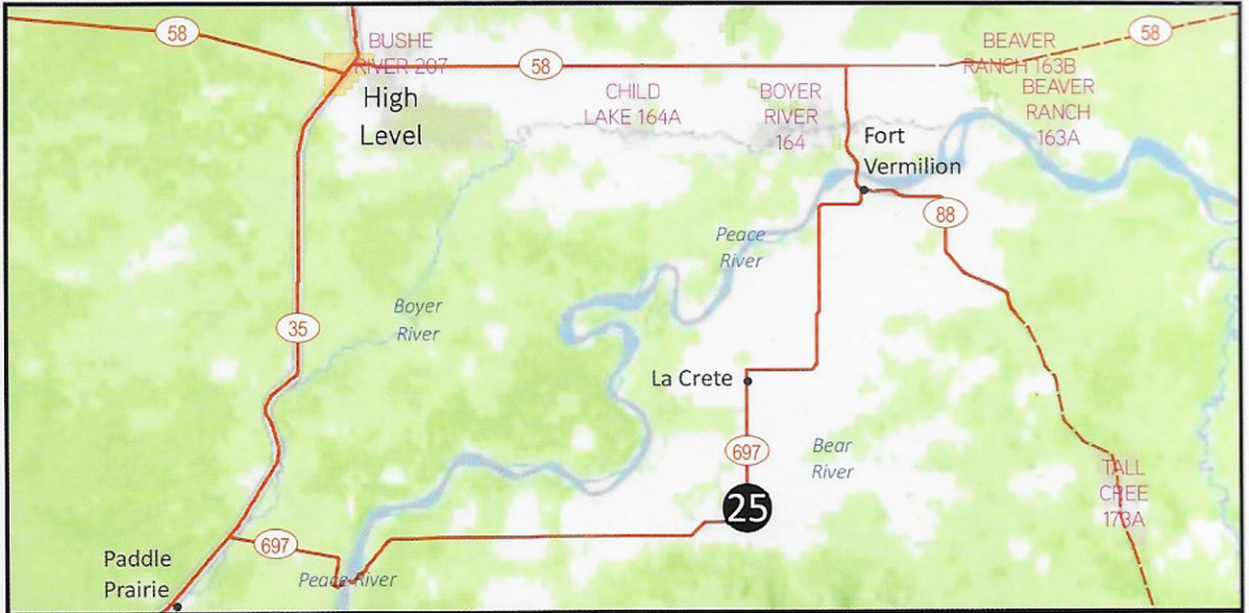 58
58
58
BUSHE
RIVER 207
BEAVER
RANCH 163B
High
Level
CHILD
LAKE 164A
BOYER
RIVER
164
BEAVER
RANCH
163A
Fort
Vermilion
88
Peace
River
Boyer
River
35
La Crete
697
Bear
River
25
TALL
CREE
173A
697
Paddle
Prairie
Peace River